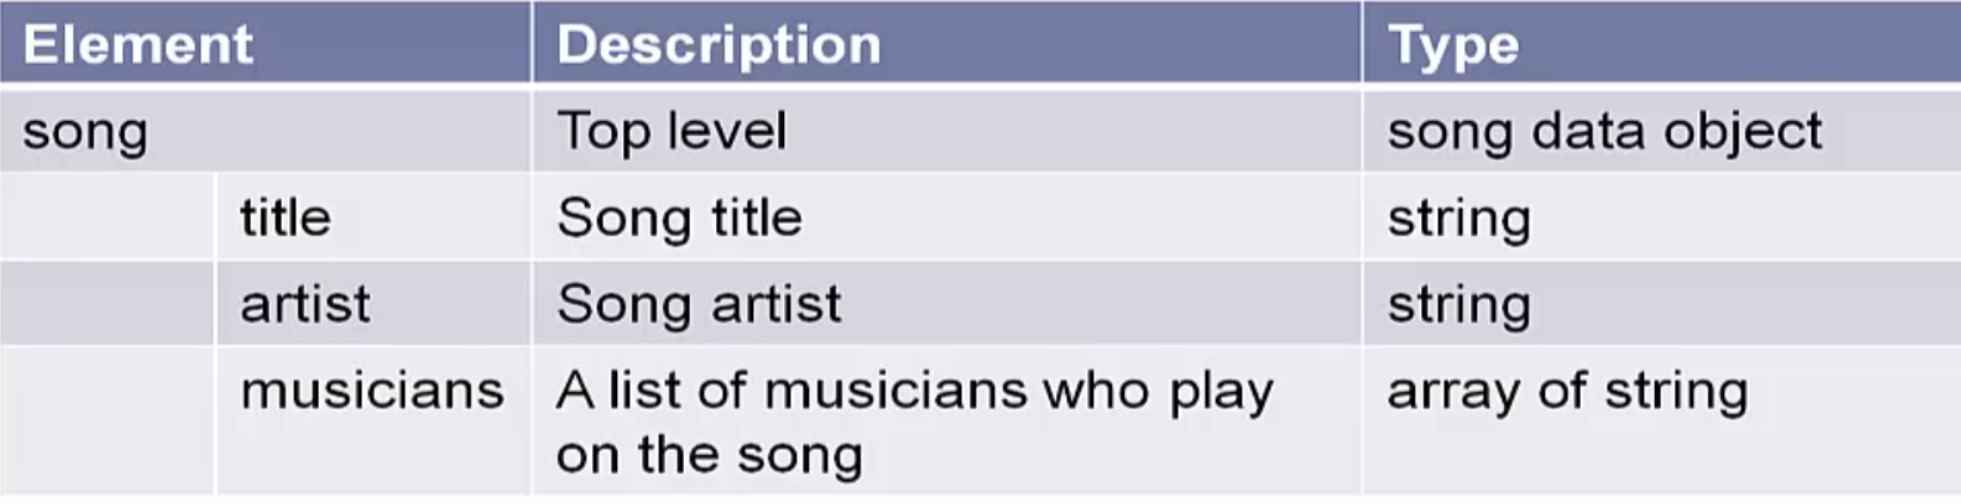 Element Description Type
song Top level song data object
title Song title string
artist Song artist string
musicians A list of musicians who play array of string
on the song